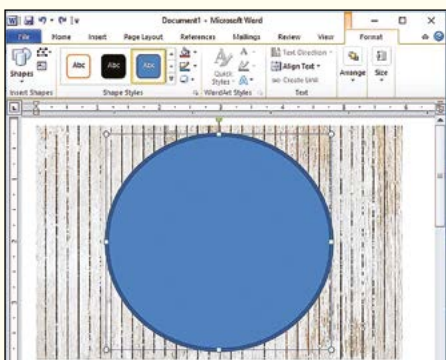 Document1 - Microsoft Word
File Home Insert Page Layout References Mailings Review View Format
Shapes
Insert Shapes
Abc Abc Abc
Shape Styles
Quick Styles
WordArt Styles
Text Direction
Align Text
Create Link
Text
Arrange
Size